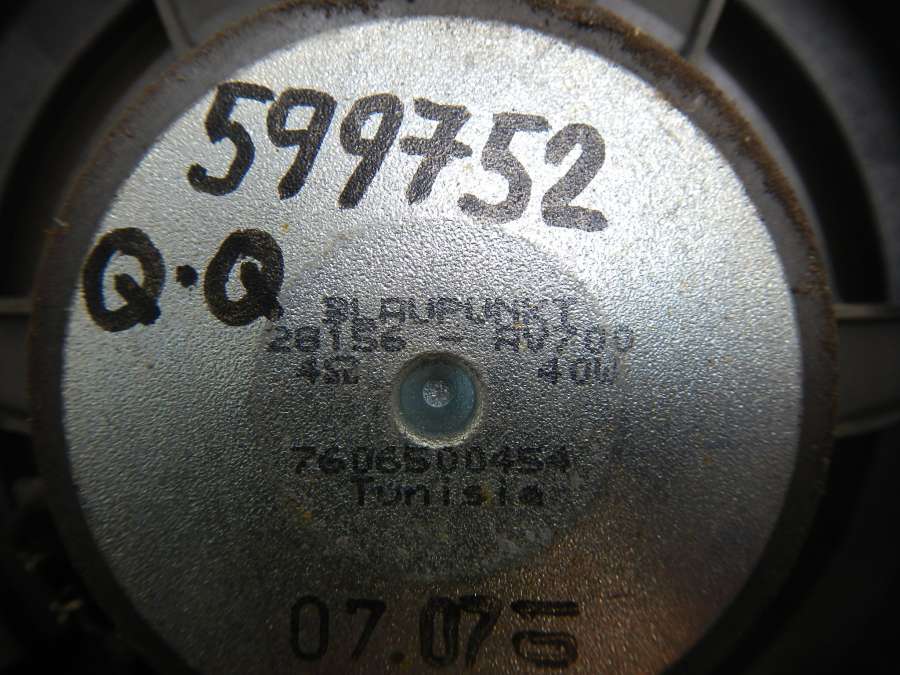 599752
Q.Q
BLAUPUNKT
28156 - AV700
4Ω 40W
7606500454
Tunisia
07.07